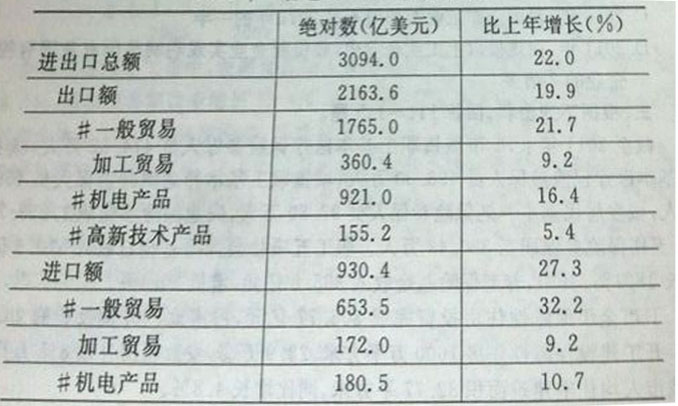 绝对数(亿美元) 比上年增长(%)
进出口总额 3094.0 22.0
出口额 2163.6 19.9
#一般贸易 1765.0 21.7
加工贸易 360.4 9.2
#机电产品 921.0 16.4
#高新技术产品 155.2 5.4
进口额 930.4 27.3
#一般贸易 653.5 32.2
加工贸易 172.0 9.2
#机电产品 180.5 10.7